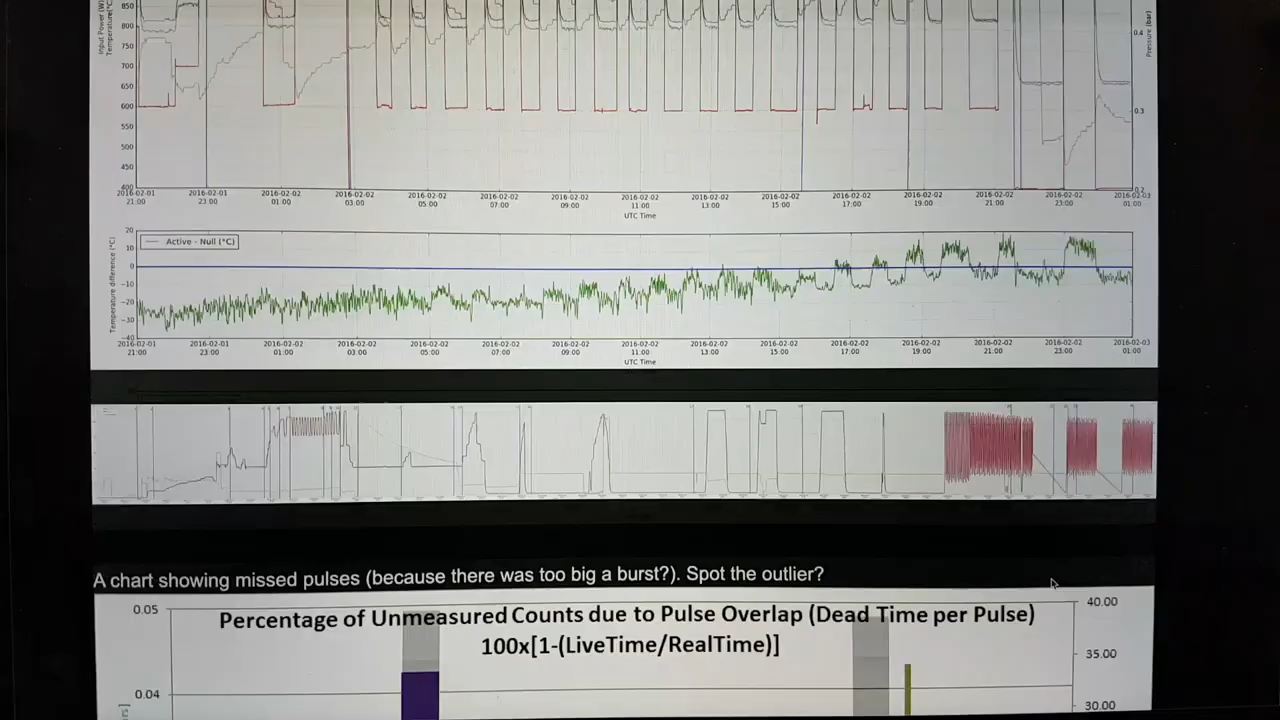 Input Power (W)
Temperature(°C)
850
800
750
700
650
600
550
500
450
400
0.4
0.3
0.2
Pressure (bar)
2016-02-01 2016-02-01 2016-02-02 2016-02-02 2016-02-02 2016-02-02 2016-02-02 2016-02-02 2016-02-02 2016-02-02 2016-02-02 2016-02-02 2016-02-02 2016-02-02 2016-02-03
21:00 23:00 01:00 03:00 05:00 07:00 09:00 11:00 13:00 15:00 17:00 19:00 21:00 23:00 01:00
UTC Time
Temperature difference (°C)
20
10
0
−10
−20
−30
−40
Active - Null (°C)
2016-02-01 2016-02-01 2016-02-02 2016-02-02 2016-02-02 2016-02-02 2016-02-02 2016-02-02 2016-02-02 2016-02-02 2016-02-02 2016-02-02 2016-02-02 2016-02-02 2016-02-03
21:00 23:00 01:00 03:00 05:00 07:00 09:00 11:00 13:00 15:00 17:00 19:00 21:00 23:00 01:00
UTC Time
A chart showing missed pulses (because there was too big a burst?). Spot the outlier?
Percentage of Unmeasured Counts due to Pulse Overlap (Dead Time per Pulse)
100x[1-(LiveTime/RealTime)]
0.05
0.04
40.00
35.00
30.00